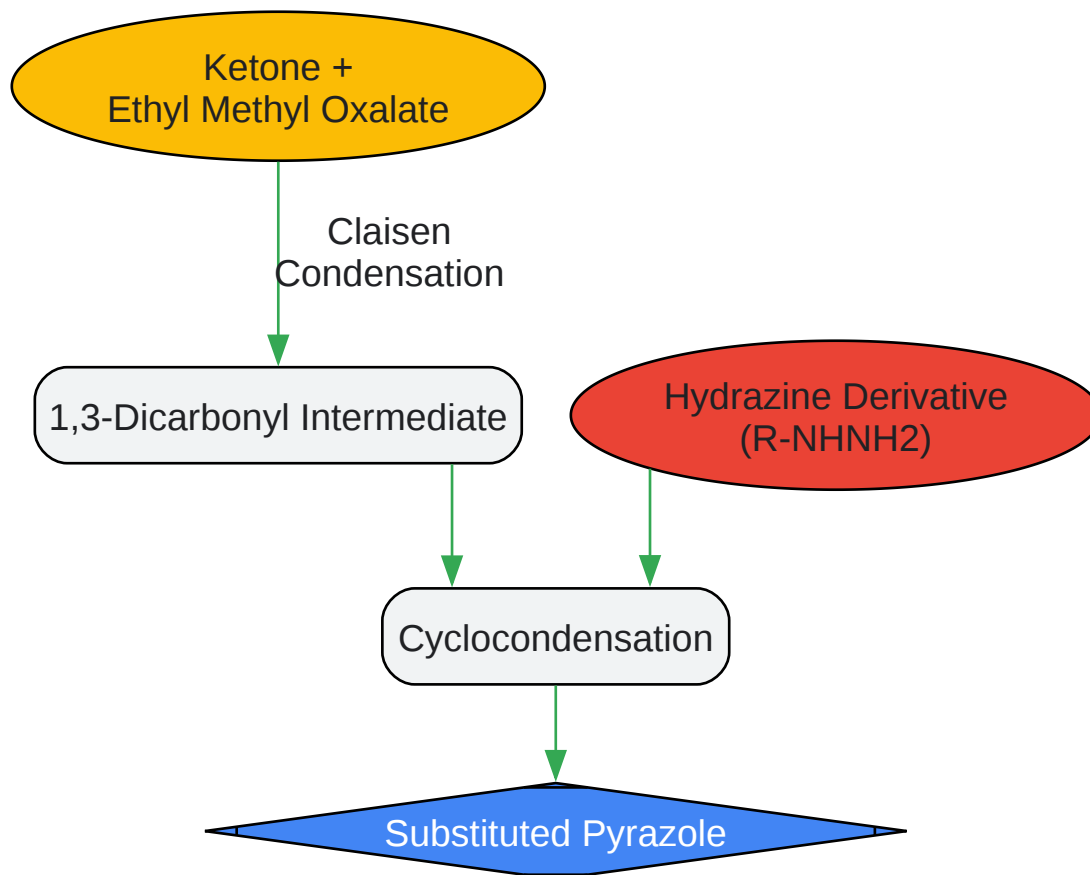 Ketone +
Ethyl Methyl Oxalate
Claisen
Condensation
1,3-Dicarbonyl Intermediate
Hydrazine Derivative
(R-NHNH2)
Cyclocondensation
Substituted Pyrazole